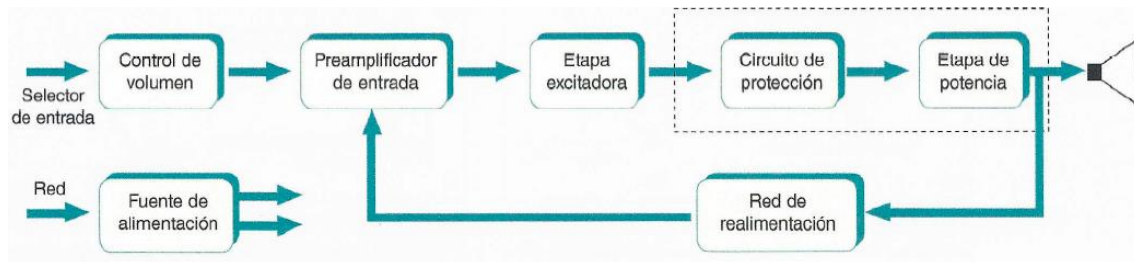 Selector
de entrada
Control de
volumen
Preamplificador
de entrada
Etapa
excitadora
Circuito de
protección
Etapa de
potencia
Red
Fuente de
alimentación
Red de
realimentación